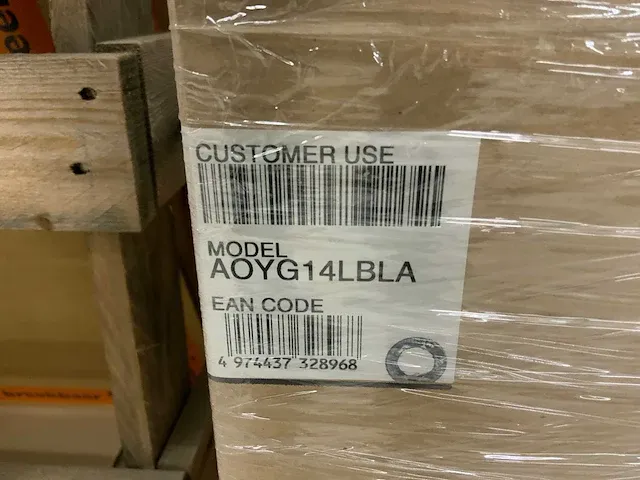 CUSTOMER USE
MODEL
AOYG14LBLA
EAN CODE
4 974437 328968